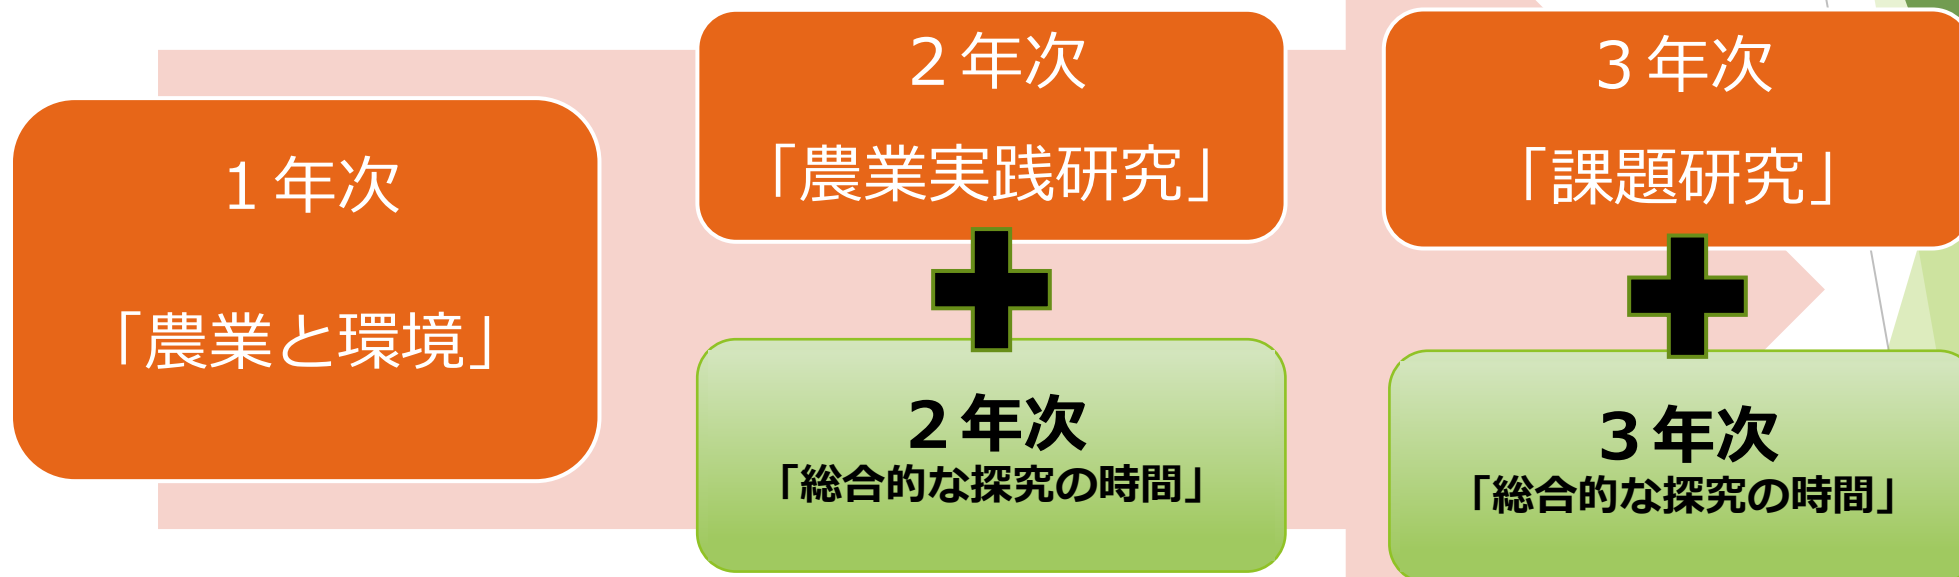 １年次
「農業と環境」
２年次
「農業実践研究」
２年次
「総合的な探究の時間」
３年次
「課題研究」
３年次
「総合的な探究の時間」